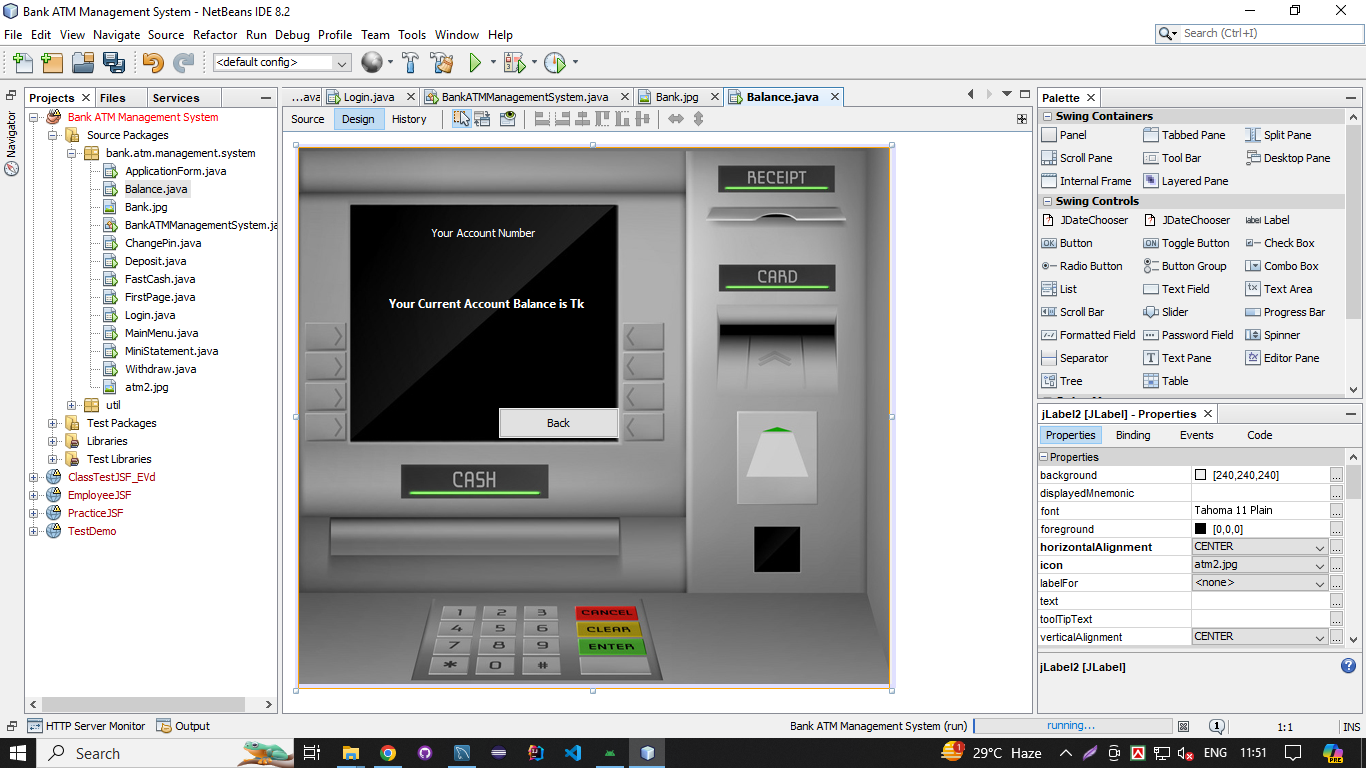 Bank ATM Management System - NetBeans IDE 8.2
File Edit View Navigate Source Refactor Run Debug Profile Team Tools Window Help
Search (Ctrl+I)
<default config>
Projects Files Services
Navigator
Bank ATM Management System
Source Packages
bank.atm.management.system
ApplicationForm.java
Balance.java
Bank.jpg
BankATMManagementSystem.ja
ChangePin.java
Deposit.java
FastCash.java
FirstPage.java
Login.java
MainMenu.java
MiniStatement.java
Withdraw.java
atm2.jpg
util
Test Packages
Libraries
Test Libraries
ClassTestJSF_EVd
EmployeeJSF
PracticeJSF
TestDemo
...ava Login.java BankATMManagementSystem.java Bank.jpg Balance.java
Source Design History
RECEIPT
Your Account Number
CARD
Your Current Account Balance is Tk
Back
CASH
1 2 3 CANCEL
4 5 6 CLEAR
7 8 9 ENTER
* 0 #
Palette
Swing Containers
Panel Tabbed Pane Split Pane
Scroll Pane Tool Bar Desktop Pane
Internal Frame Layered Pane
Swing Controls
JDateChooser JDateChooser label Label
OK Button ON Toggle Button Check Box
Radio Button Button Group Combo Box
List Text Field Text Area
Scroll Bar Slider Progress Bar
Formatted Field Password Field Spinner
Separator Text Pane Editor Pane
Tree Table
jLabel2 [JLabel] - Properties
Properties Binding Events Code
Properties
background [240,240,240] ...
displayedMnemonic ...
font Tahoma 11 Plain ...
foreground [0,0,0] ...
horizontalAlignment CENTER ...
icon atm2.jpg ...
labelFor <none> ...
text ...
toolTipText ...
verticalAlignment CENTER ...
jLabel2 [JLabel]
HTTP Server Monitor Output
Bank ATM Management System (run) running... 1 1:1 INS
Search
29°C Haze ENG 11:51